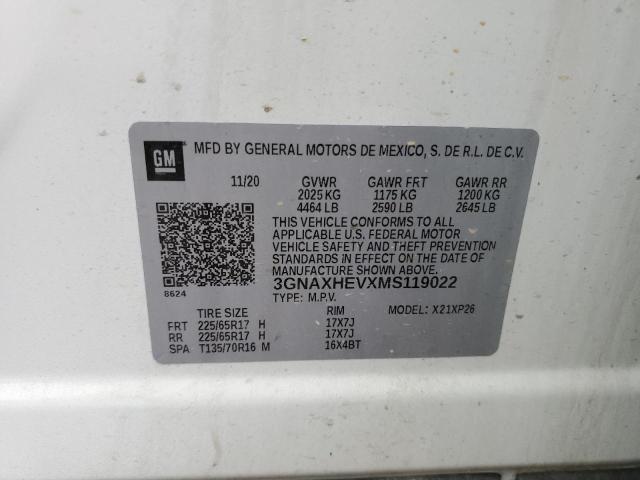 GM
MFD BY GENERAL MOTORS DE MEXICO, S. DE R.L. DE C.V.
11/20 GVWR GAWR FRT GAWR RR
2025 KG 1175 KG 1200 KG
4464 LB 2590 LB 2645 LB
THIS VEHICLE CONFORMS TO ALL
APPLICABLE U.S. FEDERAL MOTOR
VEHICLE SAFETY AND THEFT PREVENTION
STANDARDS IN EFFECT ON THE DATE OF
MANUFACTURE SHOWN ABOVE.
8624
3GNAXHEVXMS119022
TYPE: M.P.V. MODEL: X21XP26
TIRE SIZE RIM
FRT 225/65R17 H 17X7J
RR 225/65R17 H 17X7J
SPA T135/70R16 M 16X4BT